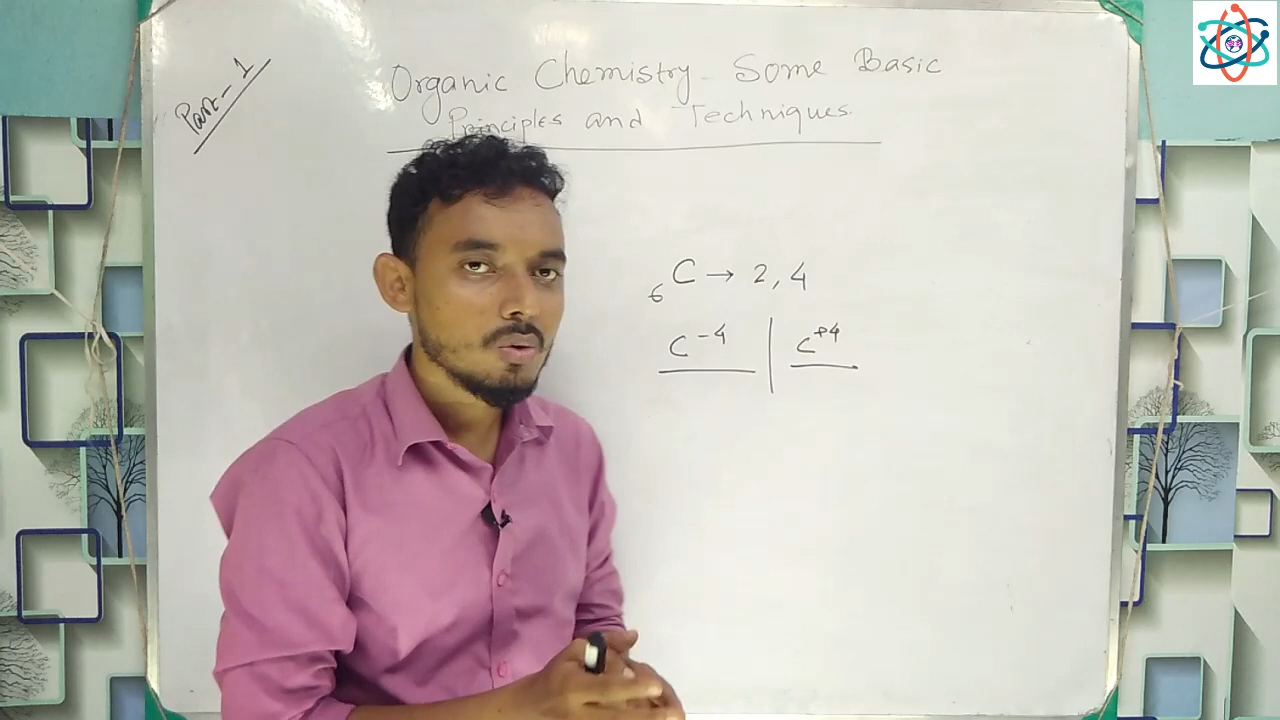 Part-1
Organic Chemistry - Some Basic
Principles and Techniques.
₆C → 2, 4
C⁻⁴ | C⁺⁴